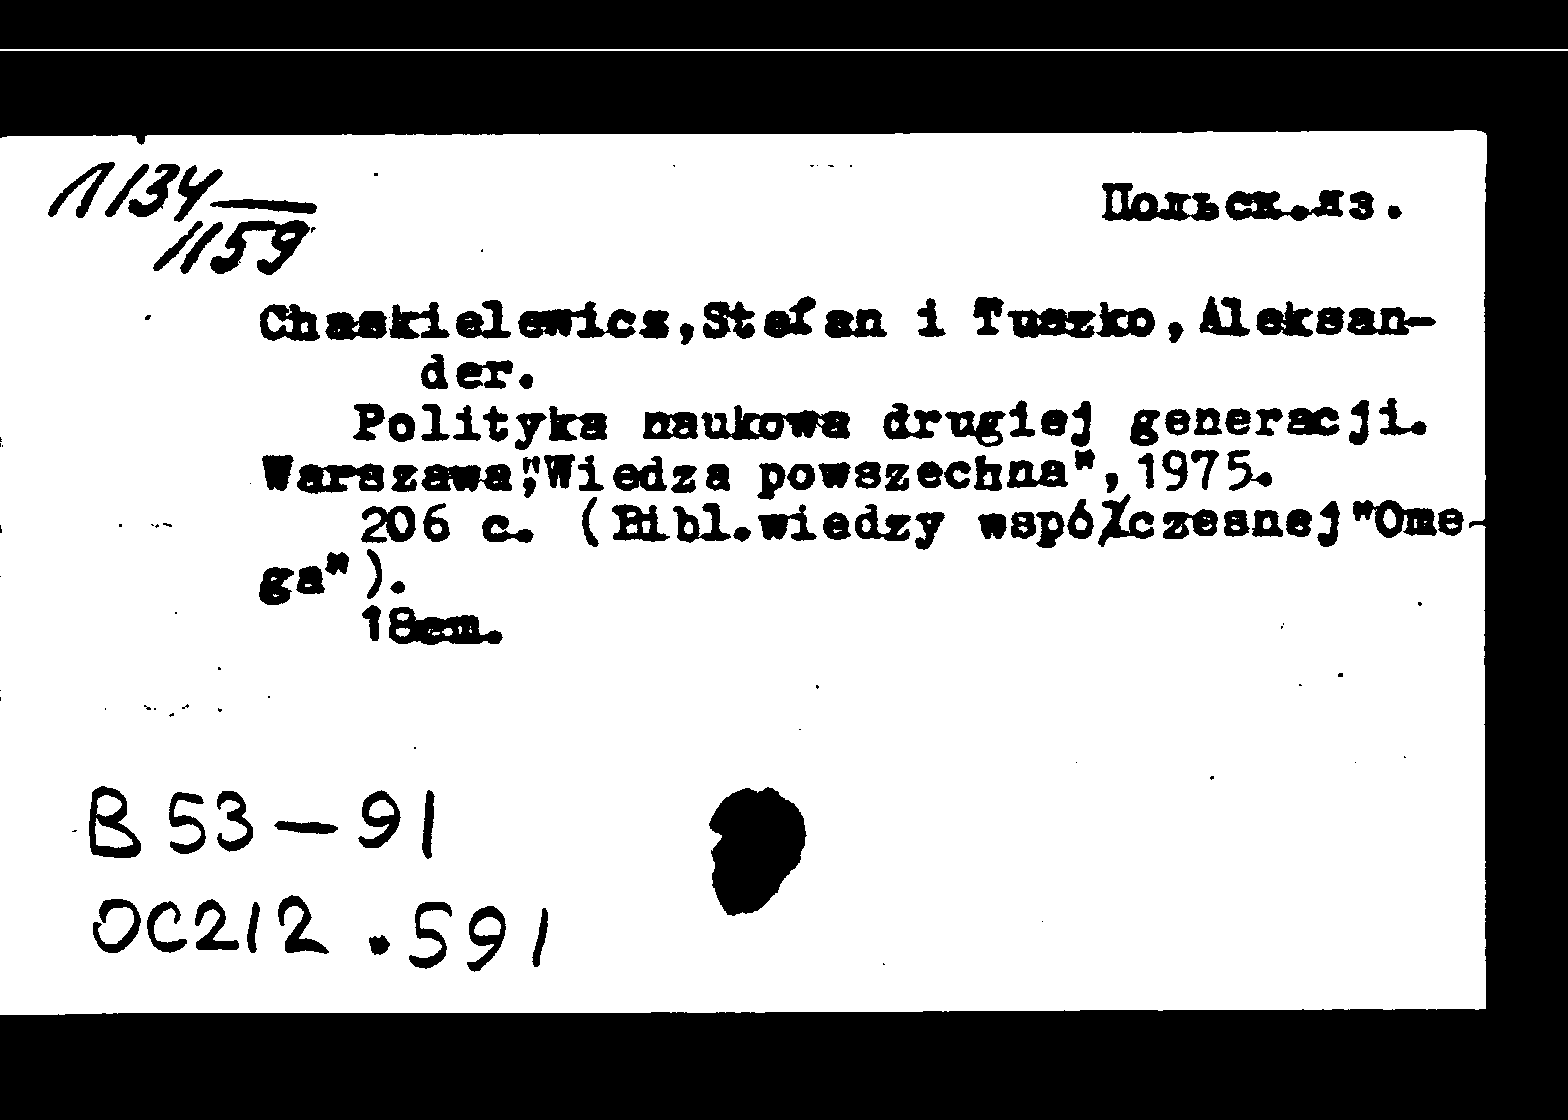 Л134
1159
Польск.яз.
Chaskielewicz,Stefan i Tuszko,Aleksan-
der.
Polityka naukowa drugiej generacji.
Warszawa,"Wiedza powszechna",1975.
206 c. (Bibl.wiedzy współczesnej"Ome-
ga").
18cm.
B 53-91
OC212.591